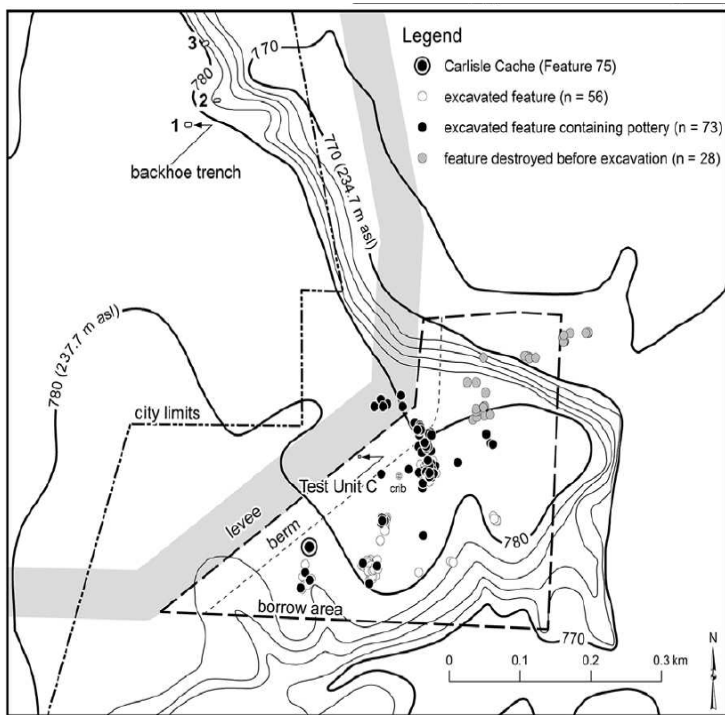 Legend
Carlisle Cache (Feature 75)
excavated feature (n = 56)
excavated feature containing pottery (n = 73)
feature destroyed before excavation (n = 28)
3
780
2
1
backhoe trench
770
770 (234.7 m asl)
780 (237.7 m asl)
city limits
Test Unit C
crib
levee
berm
780
borrow area
770
0 0.1 0.2 0.3 km
N